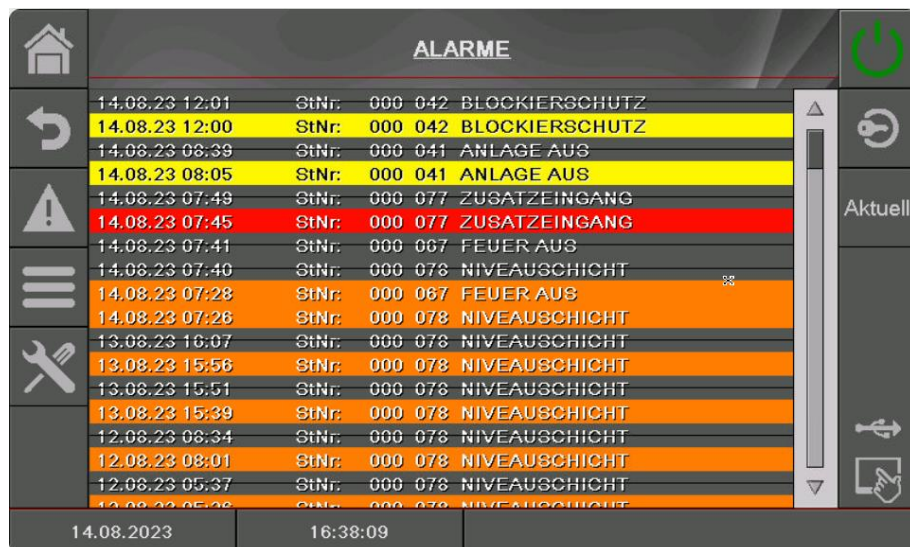 ALARME
14.08.23 12:01 StNr: 000 042 BLOCKIERSCHUTZ
14.08.23 12:00 StNr: 000 042 BLOCKIERSCHUTZ
14.08.23 08:39 StNr: 000 041 ANLAGE AUS
14.08.23 08:05 StNr: 000 041 ANLAGE AUS
14.08.23 07:49 StNr: 000 077 ZUSATZEINGANG
14.08.23 07:45 StNr: 000 077 ZUSATZEINGANG
14.08.23 07:41 StNr: 000 067 FEUER AUS
14.08.23 07:40 StNr: 000 078 NIVEAUSCHICHT
14.08.23 07:28 StNr: 000 067 FEUER AUS
14.08.23 07:26 StNr: 000 078 NIVEAUSCHICHT
13.08.23 16:07 StNr: 000 078 NIVEAUSCHICHT
13.08.23 15:56 StNr: 000 078 NIVEAUSCHICHT
13.08.23 15:51 StNr: 000 078 NIVEAUSCHICHT
13.08.23 15:39 StNr: 000 078 NIVEAUSCHICHT
12.08.23 08:34 StNr: 000 078 NIVEAUSCHICHT
12.08.23 08:01 StNr: 000 078 NIVEAUSCHICHT
12.08.23 05:37 StNr: 000 078 NIVEAUSCHICHT
StNr: 000 078 NIVEAUSCHICHT
Aktuell
14.08.2023 16:38:09